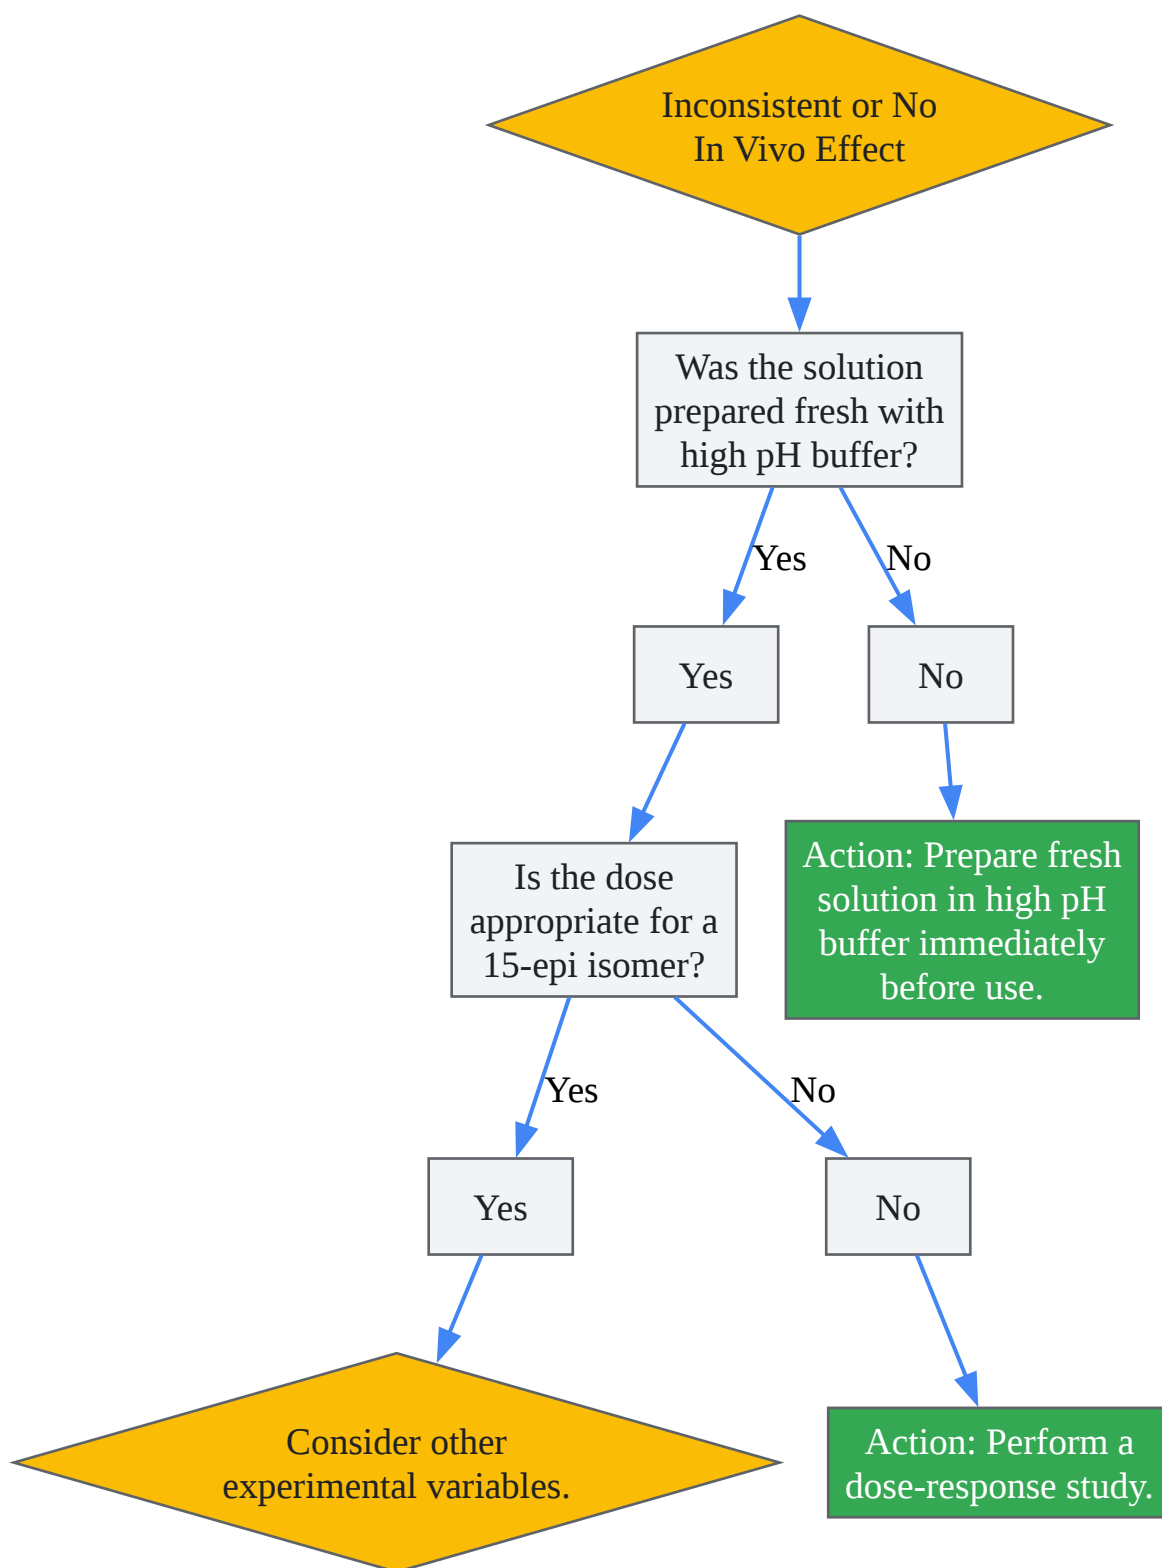 Inconsistent or No
In Vivo Effect
Was the solution
prepared fresh with
high pH buffer?
Yes
No
Yes
No
Action: Prepare fresh
solution in high pH
buffer immediately
before use.
Is the dose
appropriate for a
15-epi isomer?
Yes
No
Yes
No
Consider other
experimental variables.
Action: Perform a
dose-response study.